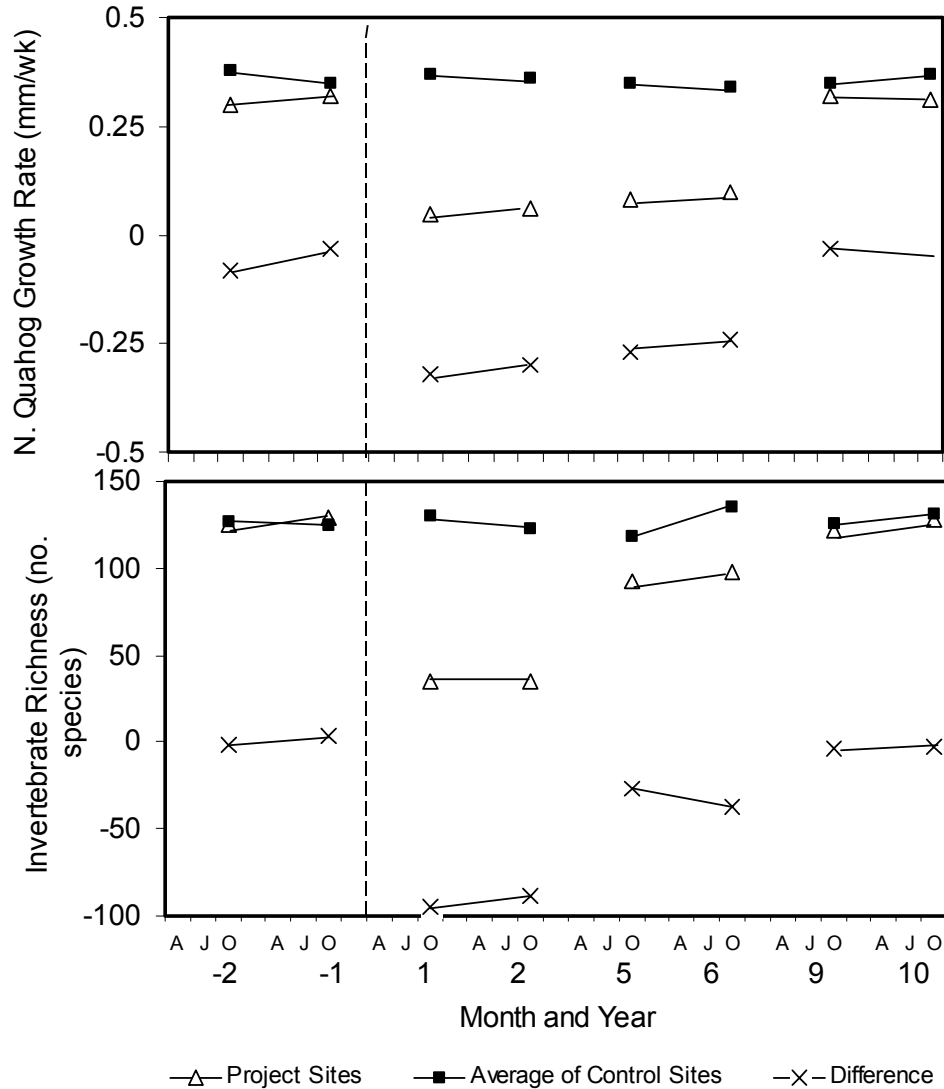 N. Quahog Growth Rate (mm/wk)
0.5
0.25
0
-0.25
-0.5
Invertebrate Richness (no.
species)
150
100
50
0
-50
-100
A J O A J O A J O A J O A J O A J O A J O A J O
-2 -1 1 2 5 6 9 10
Month and Year
Project Sites Average of Control Sites Difference